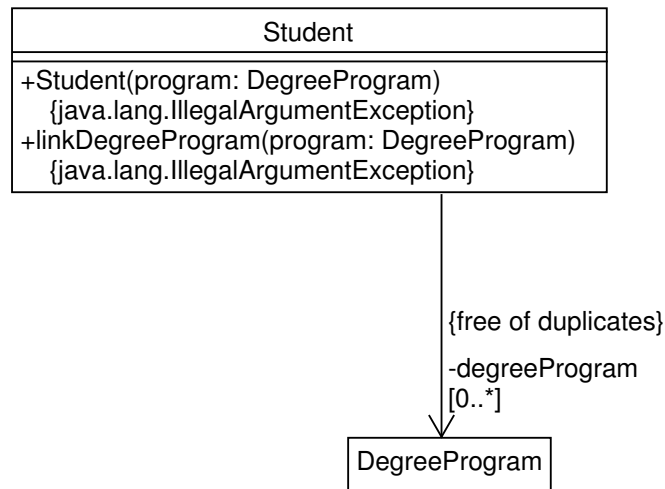 Student
+Student(program: DegreeProgram)
{java.lang.IllegalArgumentException}
+linkDegreeProgram(program: DegreeProgram)
{java.lang.IllegalArgumentException}
{free of duplicates}
-degreeProgram
[0..*]
DegreeProgram